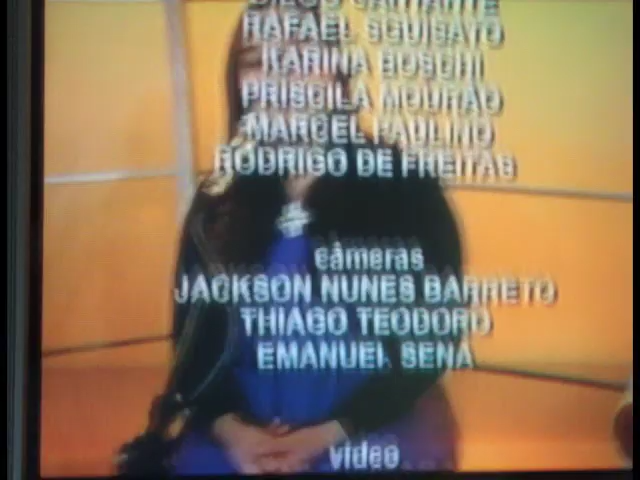 RAFAEL SGUISATO
KARINA BOSCHI
PRISCILA MOURÃO
MARCEL PAULINO
RODRIGO DE FREITAS
câmeras
JACKSON NUNES BARRETO
THIAGO TEODORO
EMANUEL SENA
vídeo